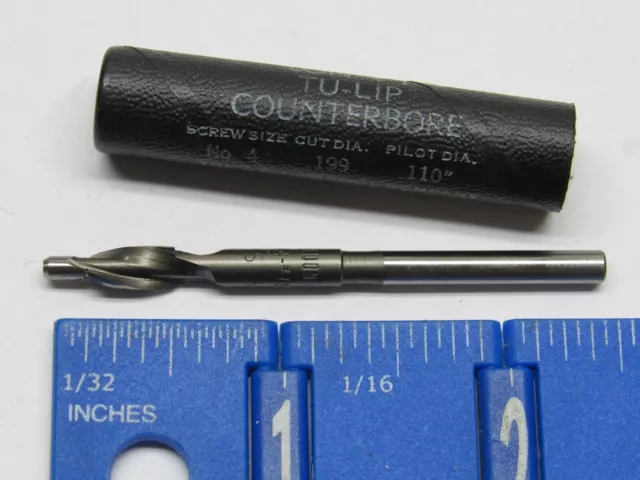 TU-LIP
COUNTERBORE
SCREW SIZE CUT DIA. PILOT DIA.
No 4 199 110"
1/32 1/16
INCHES 1 2